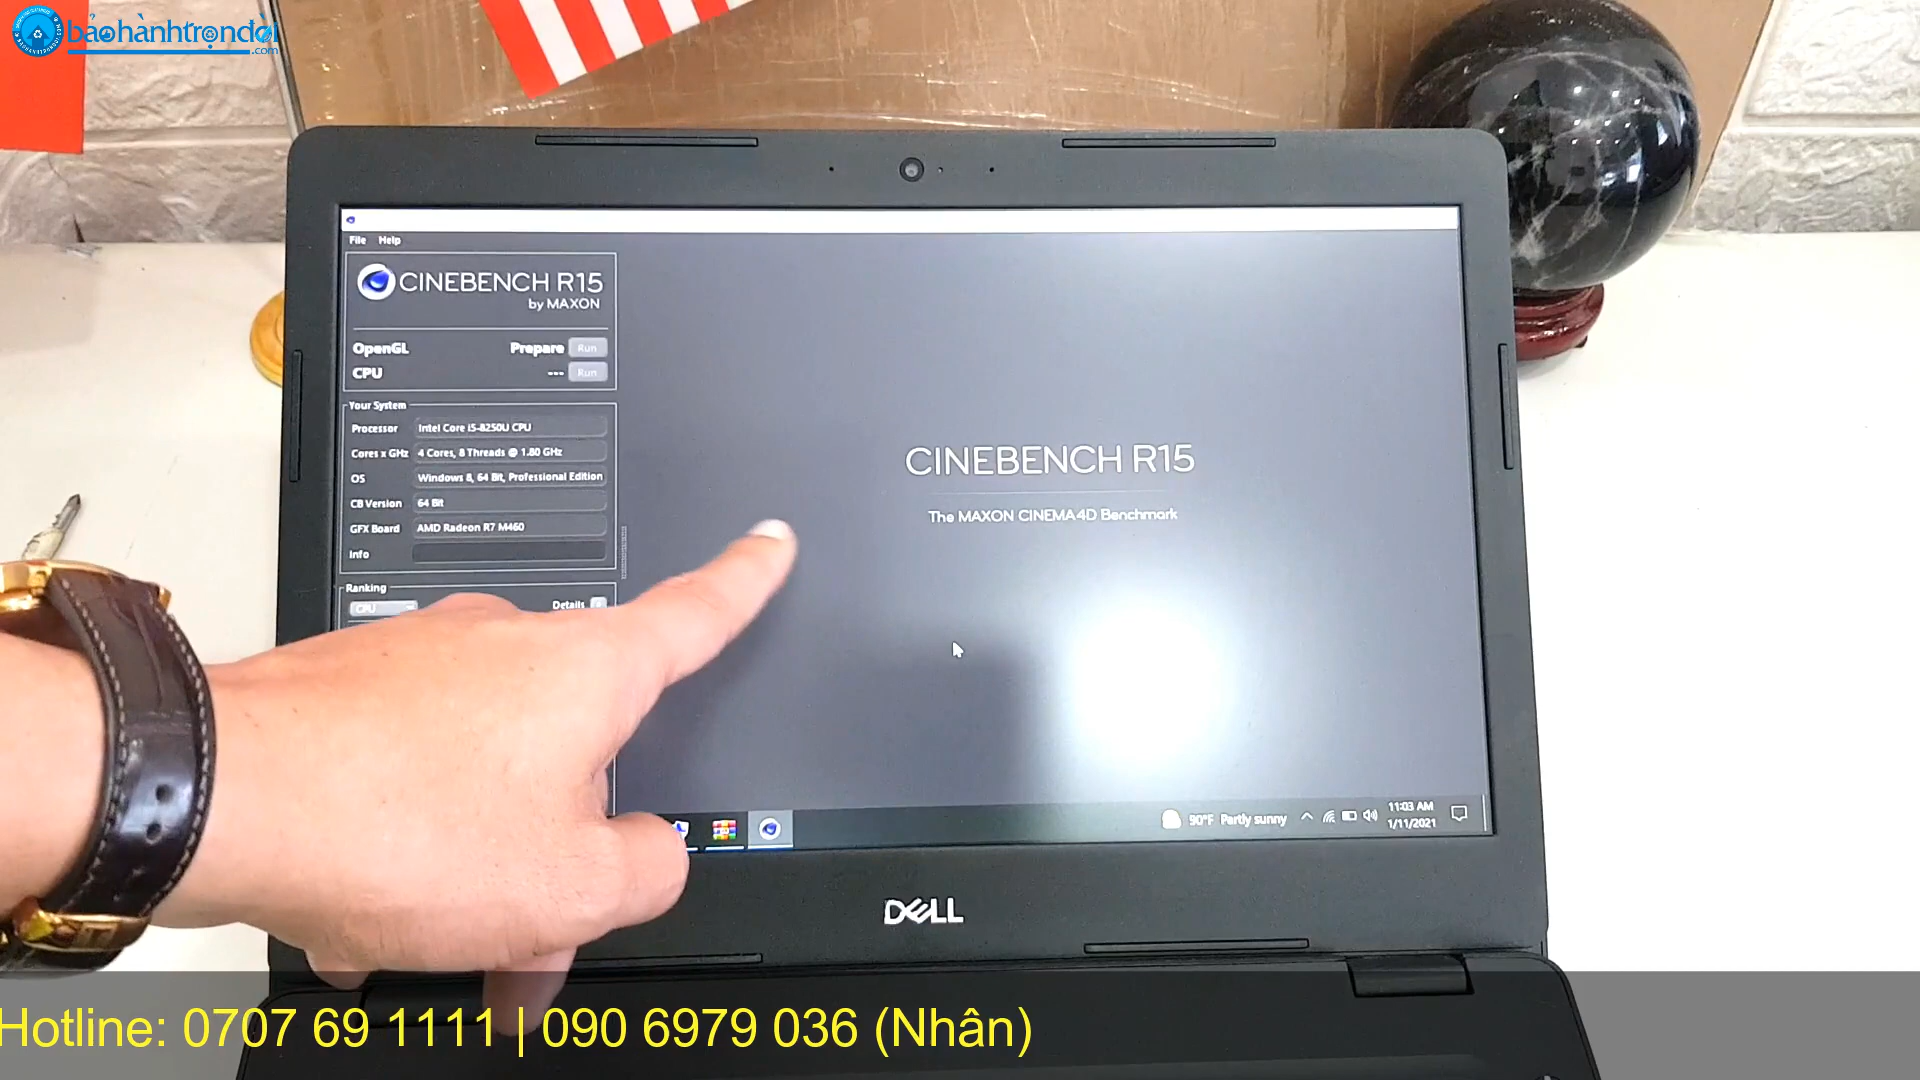 bảohànhtrọnđời
.com
File Help
CINEBENCH R15
by MAXON
OpenGL Prepare Run
CPU --- Run
Your System
Processor Intel Core i5-8250U CPU
Cores x GHz 4 Cores, 8 Threads @ 1.80 GHz
OS Windows 8, 64 Bit, Professional Edition
CB Version 64 Bit
GFX Board AMD Radeon R7 M460
Info
Ranking
CPU Details
CINEBENCH R15
The MAXON CINEMA4D Benchmark
90°F Partly sunny
11:03 AM
1/11/2021
DELL
Hotline: 0707 69 1111 | 090 6979 036 (Nhân)